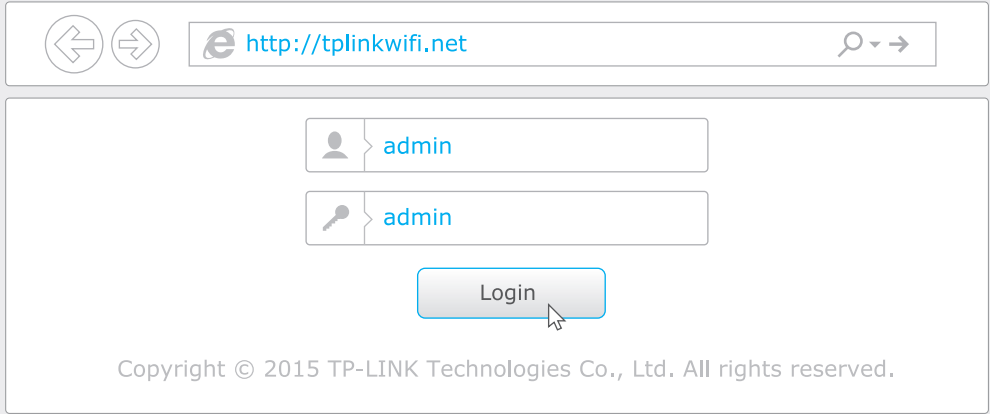 http://tplinkwifi.net
admin
admin
Login
Copyright © 2015 TP-LINK Technologies Co., Ltd. All rights reserved.